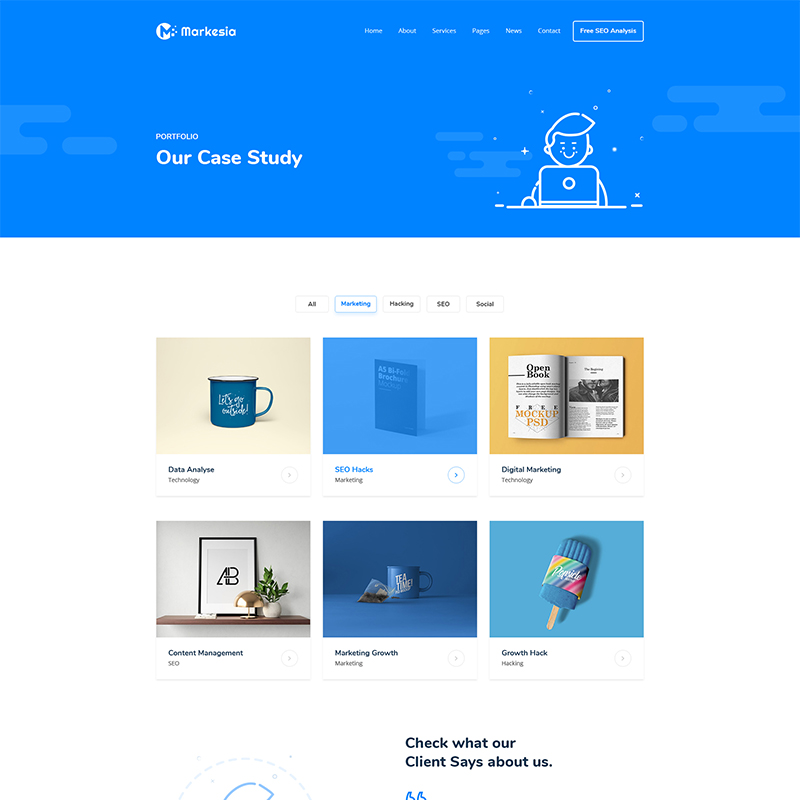 Markesia
Home About Services Pages News Contact Free SEO Analysis
PORTFOLIO
Our Case Study
All Marketing Hacking SEO Social
Let's go
outside!
A5 Bi-Fold
Brochure
Mockup
Open
Book
FREE
MOCKUP
PSD
The Beginning
Data Analyse
Technology
SEO Hacks
Marketing
Digital Marketing
Technology
AB
TEA
TIME!
Popsicle
Content Management
SEO
Marketing Growth
Marketing
Growth Hack
Hacking
Check what our
Client Says about us.